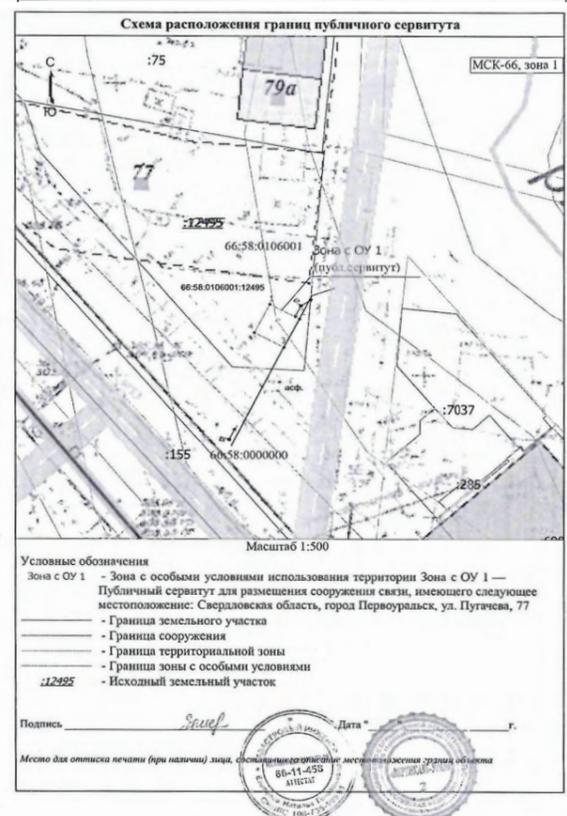 Схема расположения границ публичного сервитута
МСК-66, зона 1
С
Ю
:75
79а
77
:12495
66:58:0106001
Зона с ОУ 1
(публ.сервитут)
66:58:0106001:12495
асф.
:7037
:155
66:58:0000000
:285
Масштаб 1:500
Условные обозначения
Зона с ОУ 1 - Зона с особыми условиями использования территории Зона с ОУ 1 —
Публичный сервитут для размещения сооружения связи, имеющего следующее
местоположение: Свердловская область, город Первоуральск, ул. Пугачева, 77
- Граница земельного участка
- Граница сооружения
- Граница территориальной зоны
- Граница зоны с особыми условиями
:12495 - Исходный земельный участок
Подпись Дата " г.
Место для оттиска печати (при наличии) лица, составившего описание местоположения границ объекта
66-11-458
АТТЕСТАТ